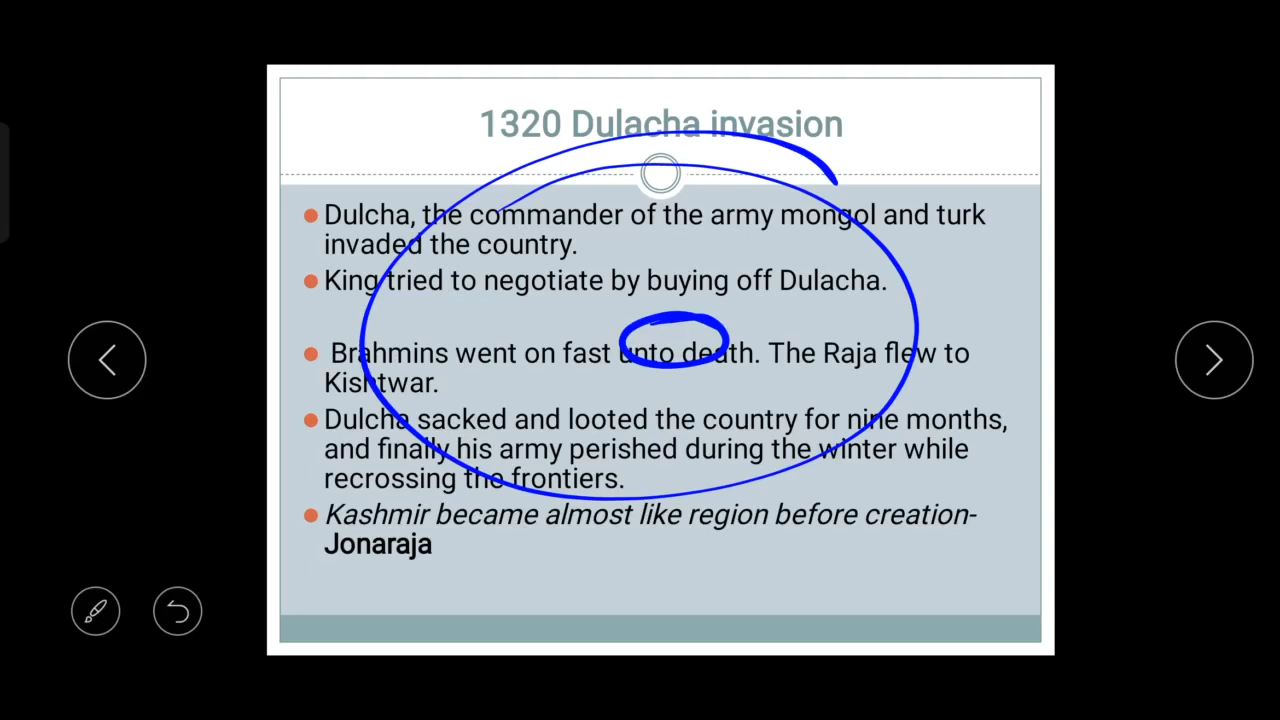 1320 Dulacha invasion
Dulcha, the commander of the army mongol and turk
invaded the country.
King tried to negotiate by buying off Dulacha.
Brahmins went on fast unto death. The Raja flew to
Kishtwar.
Dulcha sacked and looted the country for nine months,
and finally his army perished during the winter while
recrossing the frontiers.
Kashmir became almost like region before creation-
Jonaraja